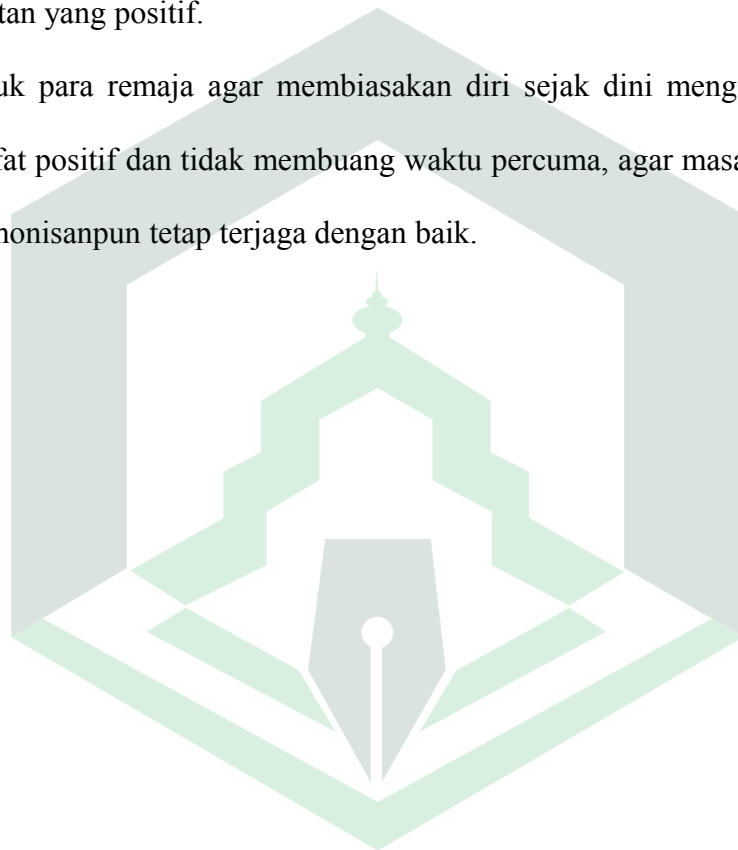 tan yang positif.
uk para remaja agar membiasakan diri sejak dini meng
fat positif dan tidak membuang waktu percuma, agar masa
nonisanpun tetap terjaga dengan baik.